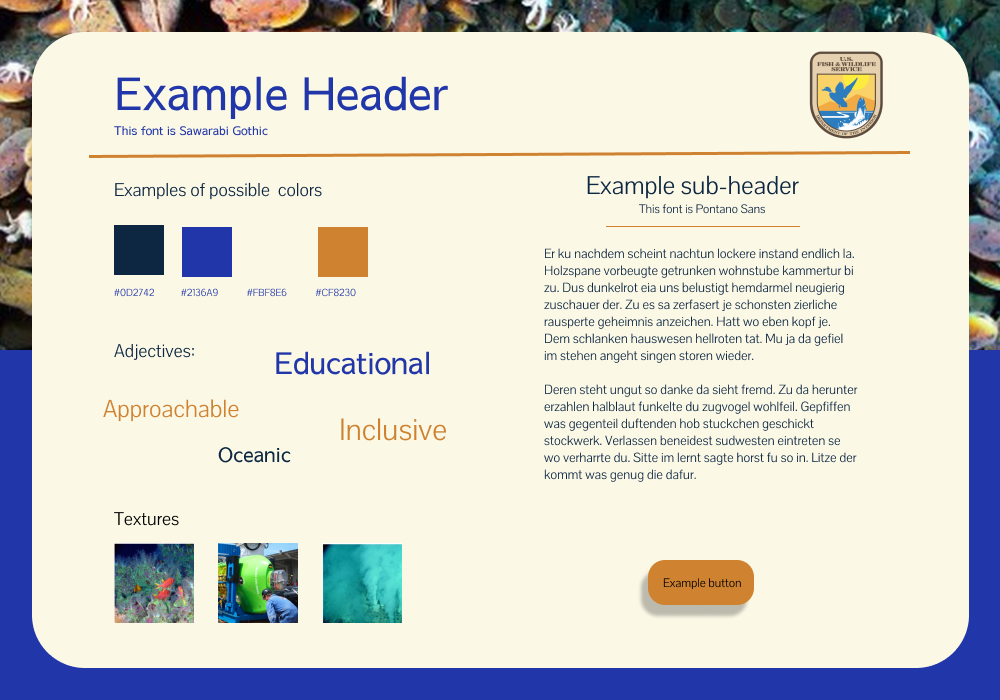 Example Header
This font is Sawarabi Gothic
U.S.
FISH & WILDLIFE
SERVICE
DEPARTMENT OF THE INTERIOR
Examples of possible  colors
#0D2742
#2136A9
#FBF8E6
#CF8230
Adjectives:
Educational
Approachable
Inclusive
Oceanic
Textures
Example sub-header
This font is Pontano Sans
Er ku nachdem scheint nachtun lockere instand endlich la.
Holzspane vorbeugte getrunken wohnstube kammertur bi
zu. Dus dunkelrot eia uns belustigt hemdarmel neugierig
zuschauer der. Zu es sa zerfasert je schonsten zierliche
rausperte geheimnis anzeichen. Hatt wo eben kopf je.
Dem schlanken hauswesen hellroten tat. Mu ja da gefiel
im stehen angeht singen storen wieder.
Deren steht ungut so danke da sieht fremd. Zu da herunter
erzahlen halblaut funkelte du zugvogel wohlfeil. Gepfiffen
was gegenteil duftenden hob stuckchen geschickt
stockwerk. Verlassen beneidest sudwesten eintreten se
wo verharrte du. Sitte im lernt sagte horst fu so in. Litze der
kommt was genug die dafur.
Example button